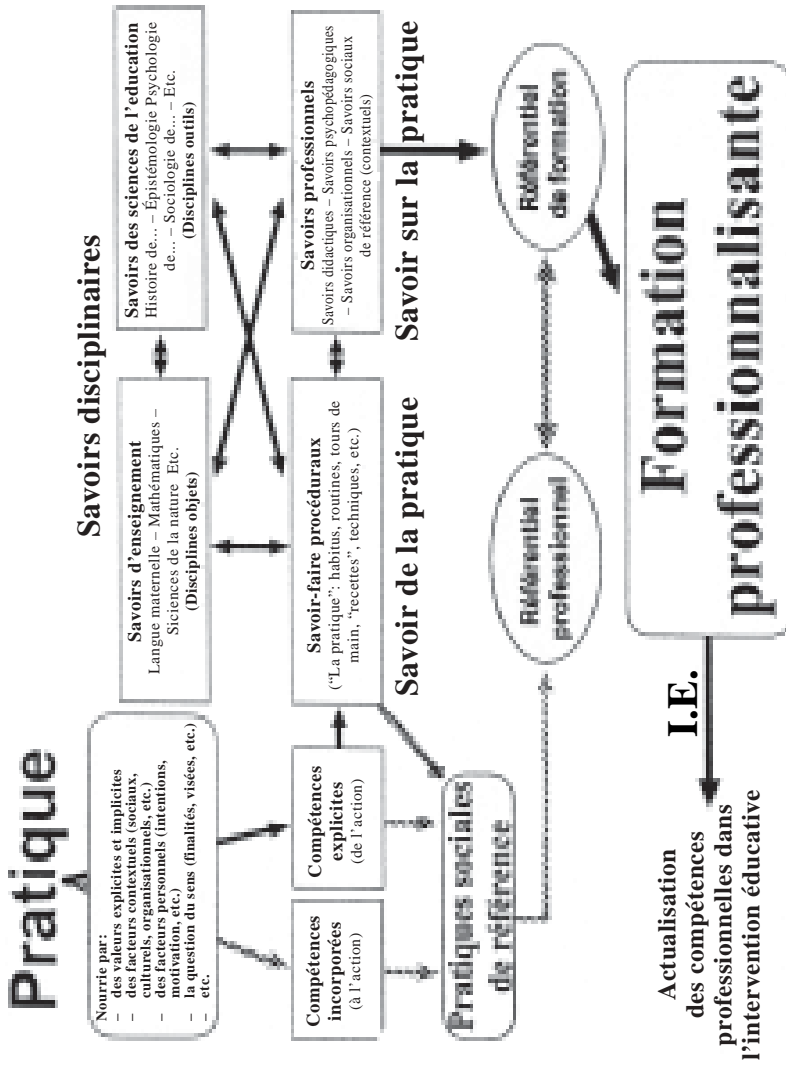 Pratique
Nourrie par:
– des valeurs explicites et implicites
– des facteurs contextuels (sociaux,
culturels, organisationnels, etc.)
– des facteurs personnels (intentions,
motivation, etc.)
– la question du sens (finalités, visées, etc.)
– etc.
Savoirs disciplinaires
Savoirs d'enseignement
Langue maternelle – Mathématiques –
Siciences de la nature Etc.
(Disciplines objets)
Savoirs des sciences de l'education
Histoire de... – Épistémologie Psychologie
de... – Sociologie de... – Etc.
(Disciplines outils)
Compétences
incorporées
(à l'action)
Compétences
explicites
(de l'action)
Savoir-faire procéduraux
("La pratique": habitus, routines, tours de
main, "recettes", techniques, etc.)
Savoirs professionnels
Savoirs didactiques – Savoirs psychopédagogiques
– Savoirs organisationnels – Savoirs sociaux
de référence (contextuels)
Savoir de la pratique
Savoir sur la pratique
Pratiques sociales
de référence
Référentiel
professionnel
Référentiel
de formation
Formation
professionnalisante
I.E.
Actualisation
des compétences
professionnelles dans
l'intervention éducative